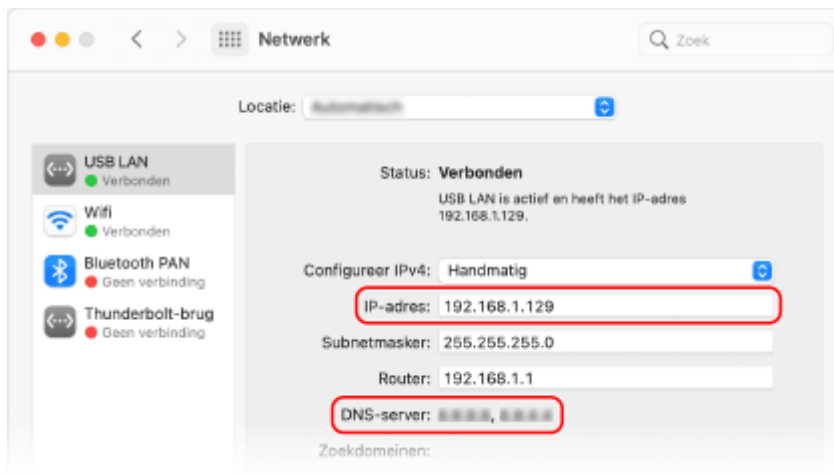 Netwerk
Zoek
Locatie:
USB LAN
Verbonden
Wifi
Verbonden
Bluetooth PAN
Geen verbinding
Thunderbolt-brug
Geen verbinding
Status: Verbonden
USB LAN is actief en heeft het IP-adres
192.168.1.129.
Configureer IPv4: Handmatig
IP-adres: 192.168.1.129
Subnetmasker: 255.255.255.0
Router: 192.168.1.1
DNS-server:
Zoekdomeinen: